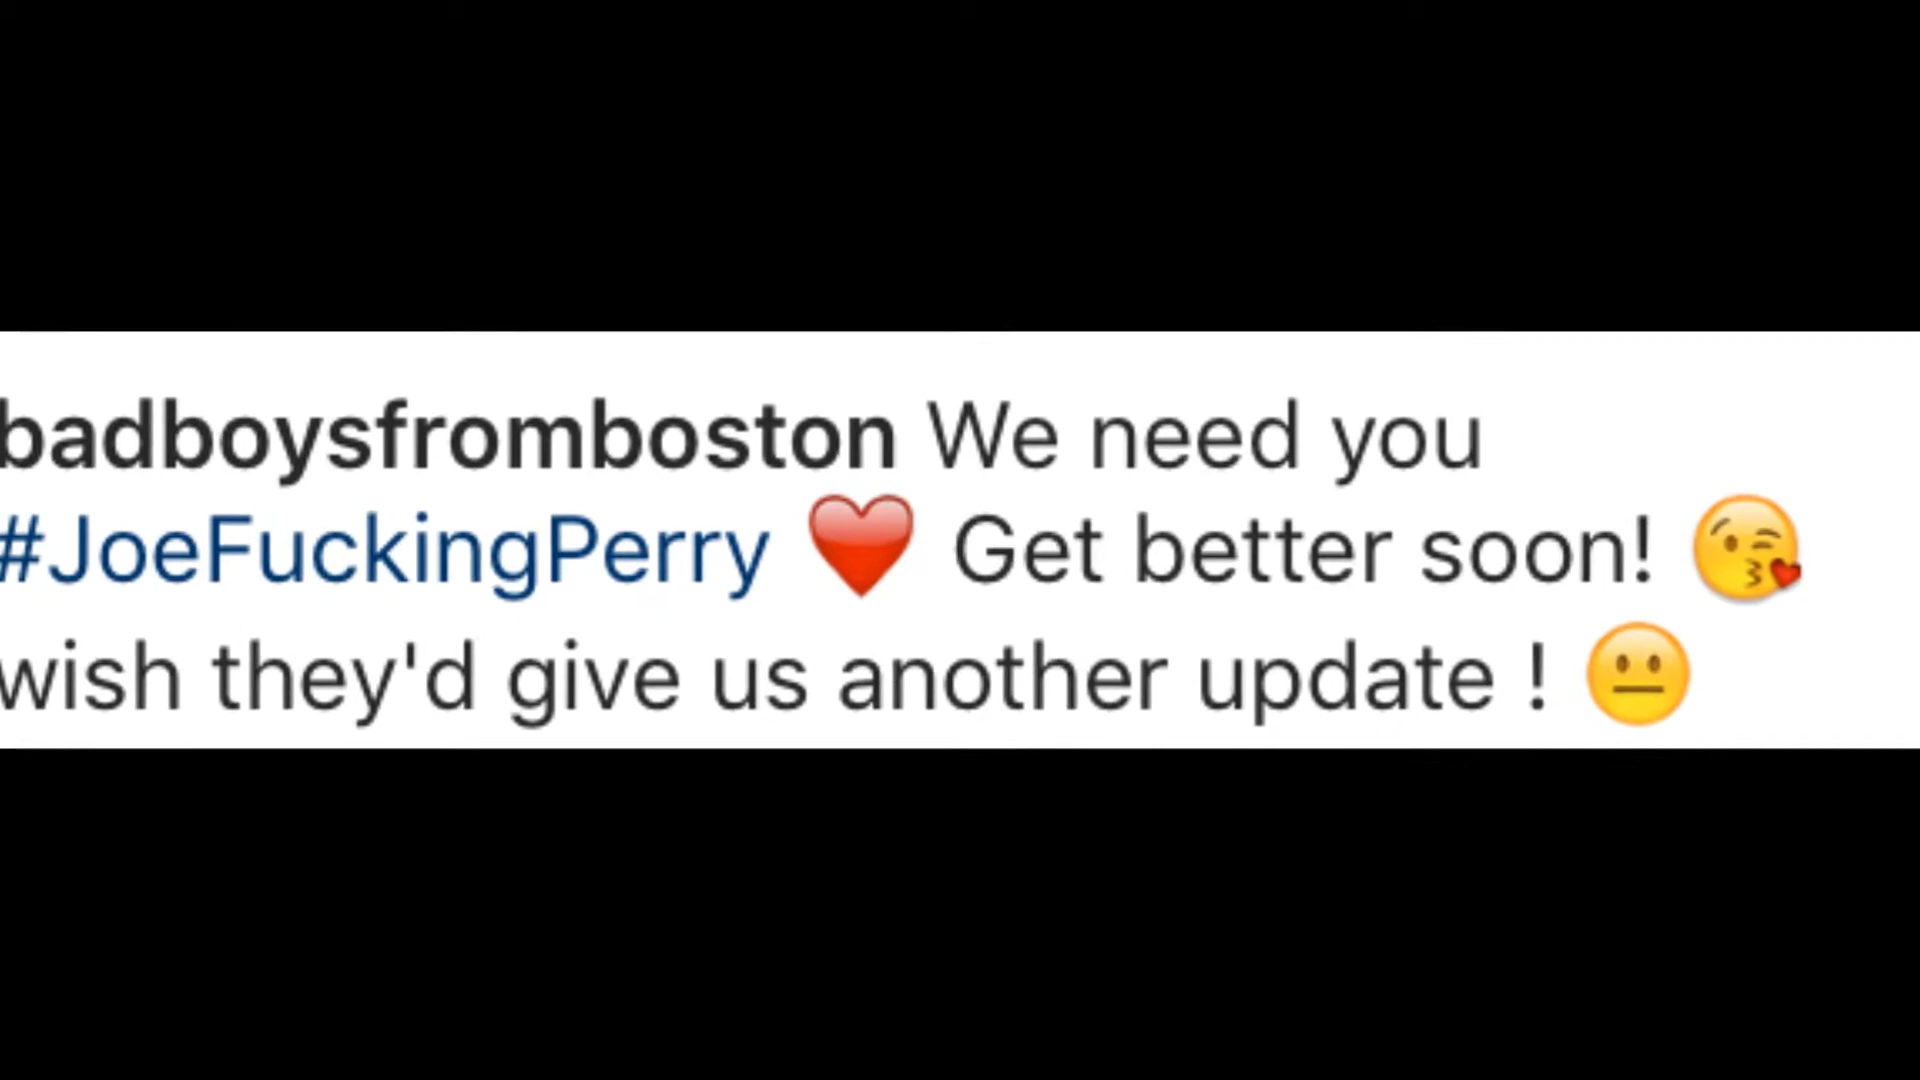 badboysfromboston We need you
#JoeFuckingPerry ❤️ Get better soon! 😘
wish they'd give us another update ! 😐